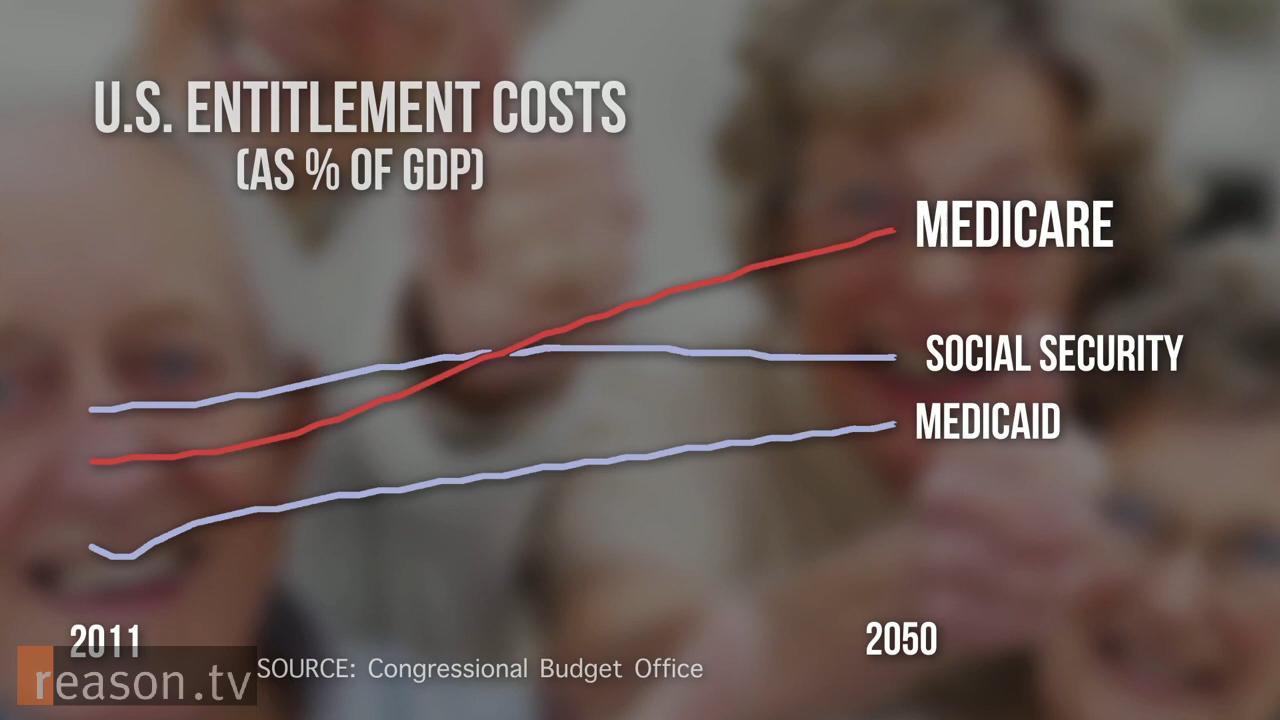 U.S. ENTITLEMENT COSTS
(AS % OF GDP)
MEDICARE
SOCIAL SECURITY
MEDICAID
2011
2050
SOURCE: Congressional Budget Office
reason.tv